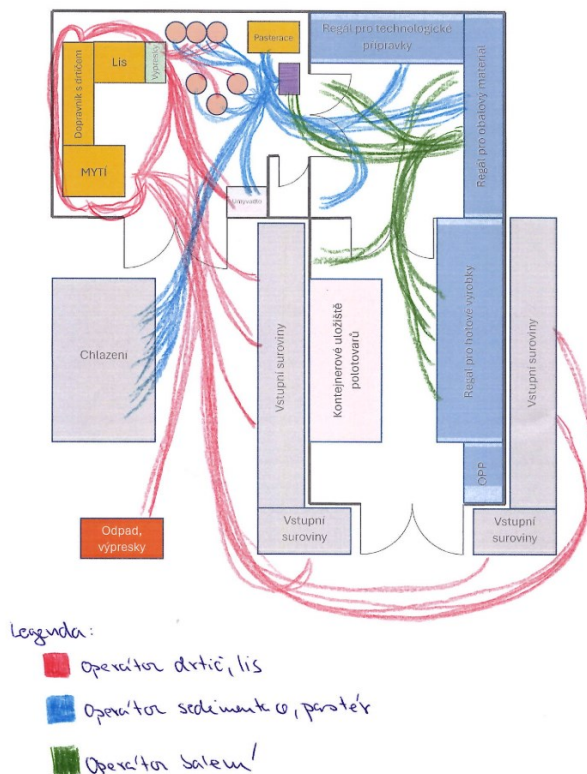 Regál pro technologické
přípravky
Pasterace
Lis
Výpresky
Dopravník s drtičem
MYTÍ
Regál pro obalový materiál
Umyvadlo
Chlazení
Vstupní suroviny
Kontejnerové uložiště
polotovarů
Regál pro hotové výrobky
Vstupní suroviny
OPP
Odpad,
výpresky
Vstupní
suroviny
Vstupní
suroviny
Legenda:
Operátor drtič, lis
Operátor sedimentace, pastér
Operátor balení